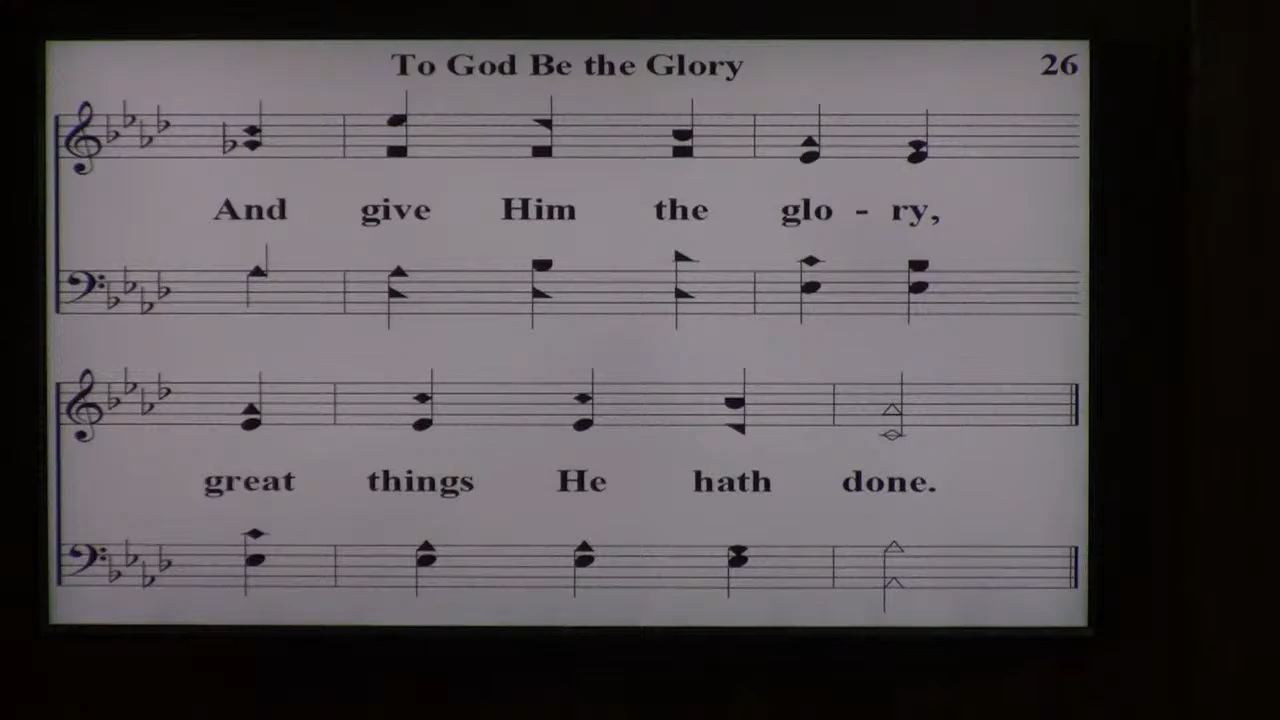 To God Be the Glory 26
And give Him the glo - ry,
great things He hath done.